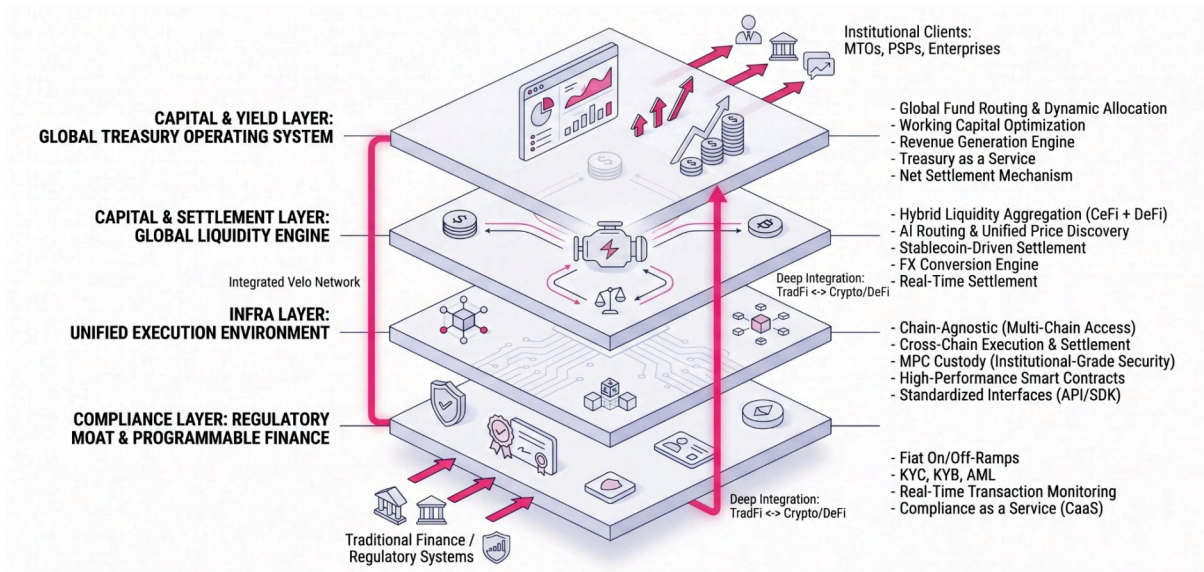 Institutional Clients:
MTOs, PSPs, Enterprises
CAPITAL & YIELD LAYER:
GLOBAL TREASURY OPERATING SYSTEM
- Global Fund Routing & Dynamic Allocation
- Working Capital Optimization
- Revenue Generation Engine
- Treasury as a Service
- Net Settlement Mechanism
CAPITAL & SETTLEMENT LAYER:
GLOBAL LIQUIDITY ENGINE
- Hybrid Liquidity Aggregation (CeFi + DeFi)
- AI Routing & Unified Price Discovery
- Stablecoin-Driven Settlement
- FX Conversion Engine
- Real-Time Settlement
Integrated Velo Network
Deep Integration:
TradFi <-> Crypto/DeFi
INFRA LAYER:
UNIFIED EXECUTION ENVIRONMENT
- Chain-Agnostic (Multi-Chain Access)
- Cross-Chain Execution & Settlement
- MPC Custody (Institutional-Grade Security)
- High-Performance Smart Contracts
- Standardized Interfaces (API/SDK)
COMPLIANCE LAYER: REGULATORY
MOAT & PROGRAMMABLE FINANCE
- Fiat On/Off-Ramps
- KYC, KYB, AML
- Real-Time Transaction Monitoring
- Compliance as a Service (CaaS)
Deep Integration:
TradFi <-> Crypto/DeFi
Traditional Finance /
Regulatory Systems